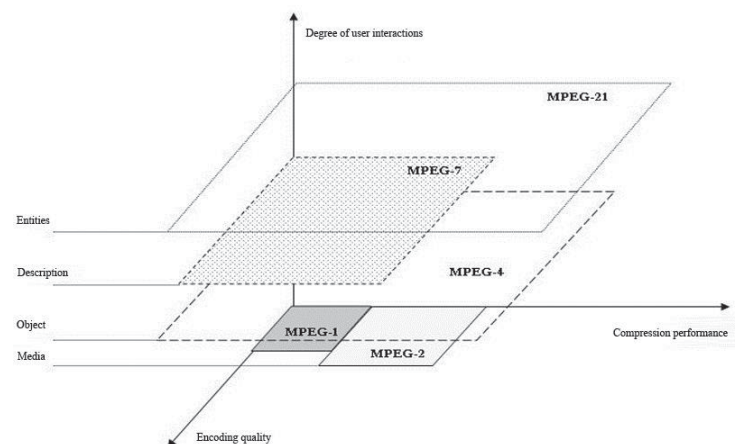 Degree of user interactions
MPEG-21
MPEG-7
Entities
Description
MPEG-4
Object
MPEG-1
Compression performance
Media
MPEG-2
Encoding quality